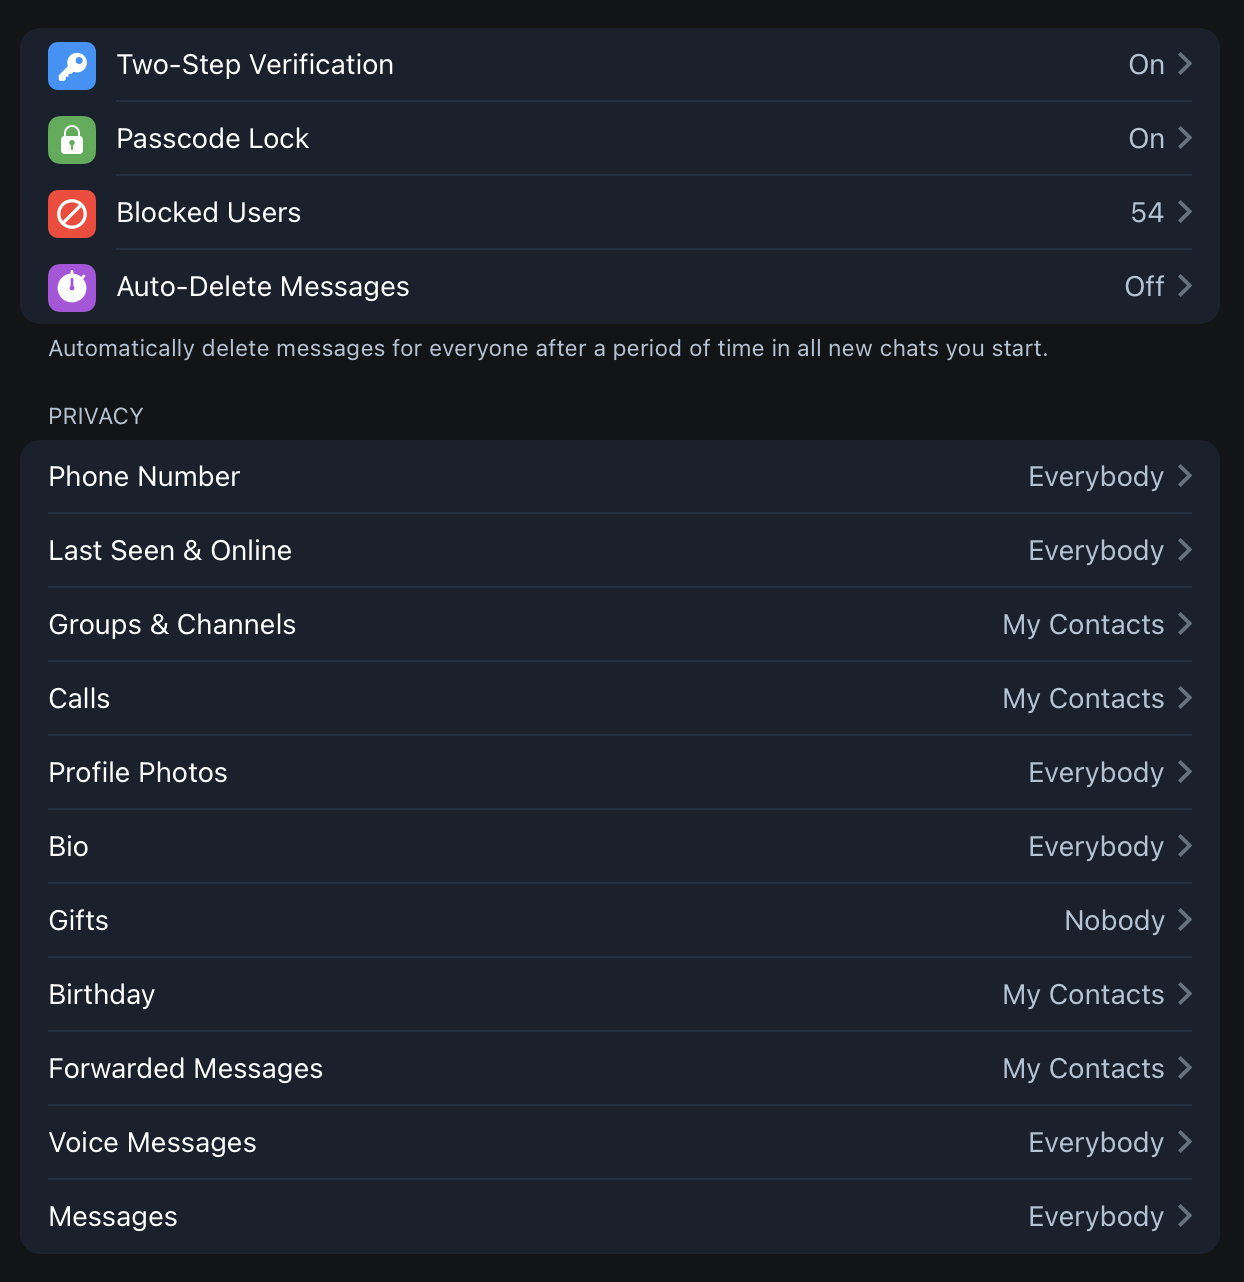 Two-Step Verification On
Passcode Lock On
Blocked Users 54
Auto-Delete Messages Off
Automatically delete messages for everyone after a period of time in all new chats you start.
PRIVACY
Phone Number Everybody
Last Seen & Online Everybody
Groups & Channels My Contacts
Calls My Contacts
Profile Photos Everybody
Bio Everybody
Gifts Nobody
Birthday My Contacts
Forwarded Messages My Contacts
Voice Messages Everybody
Messages Everybody